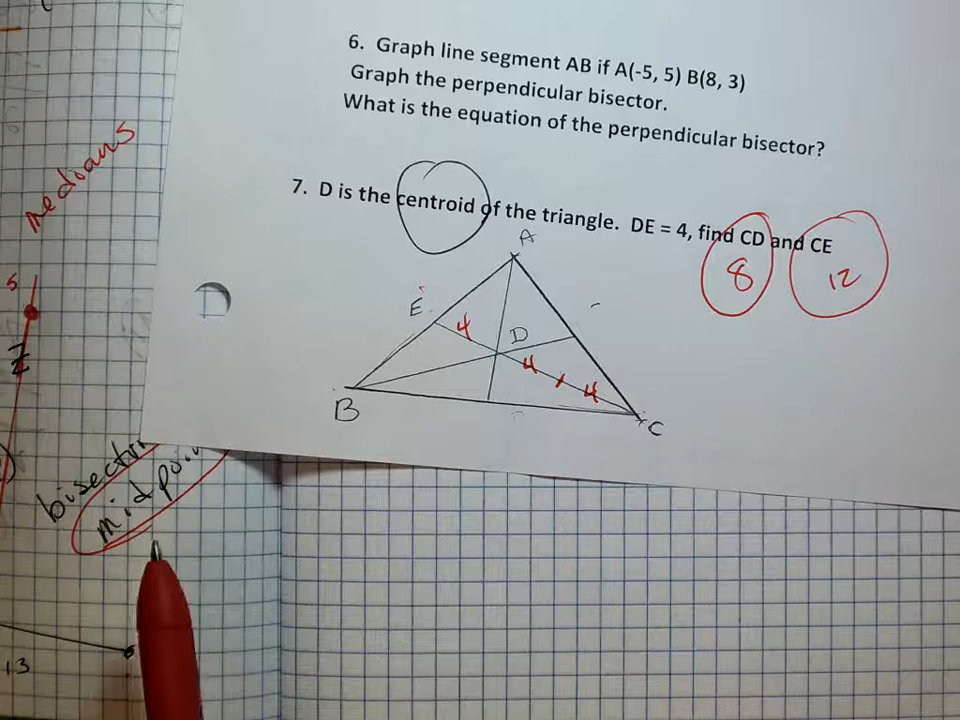 6. Graph line segment AB if A(-5, 5) B(8, 3)
Graph the perpendicular bisector.
What is the equation of the perpendicular bisector?
medians
7. D is the centroid of the triangle. DE = 4, find CD and CE
8
12
A
E
4
D
4
4
B
C
5
D
bisector
midpoin
13